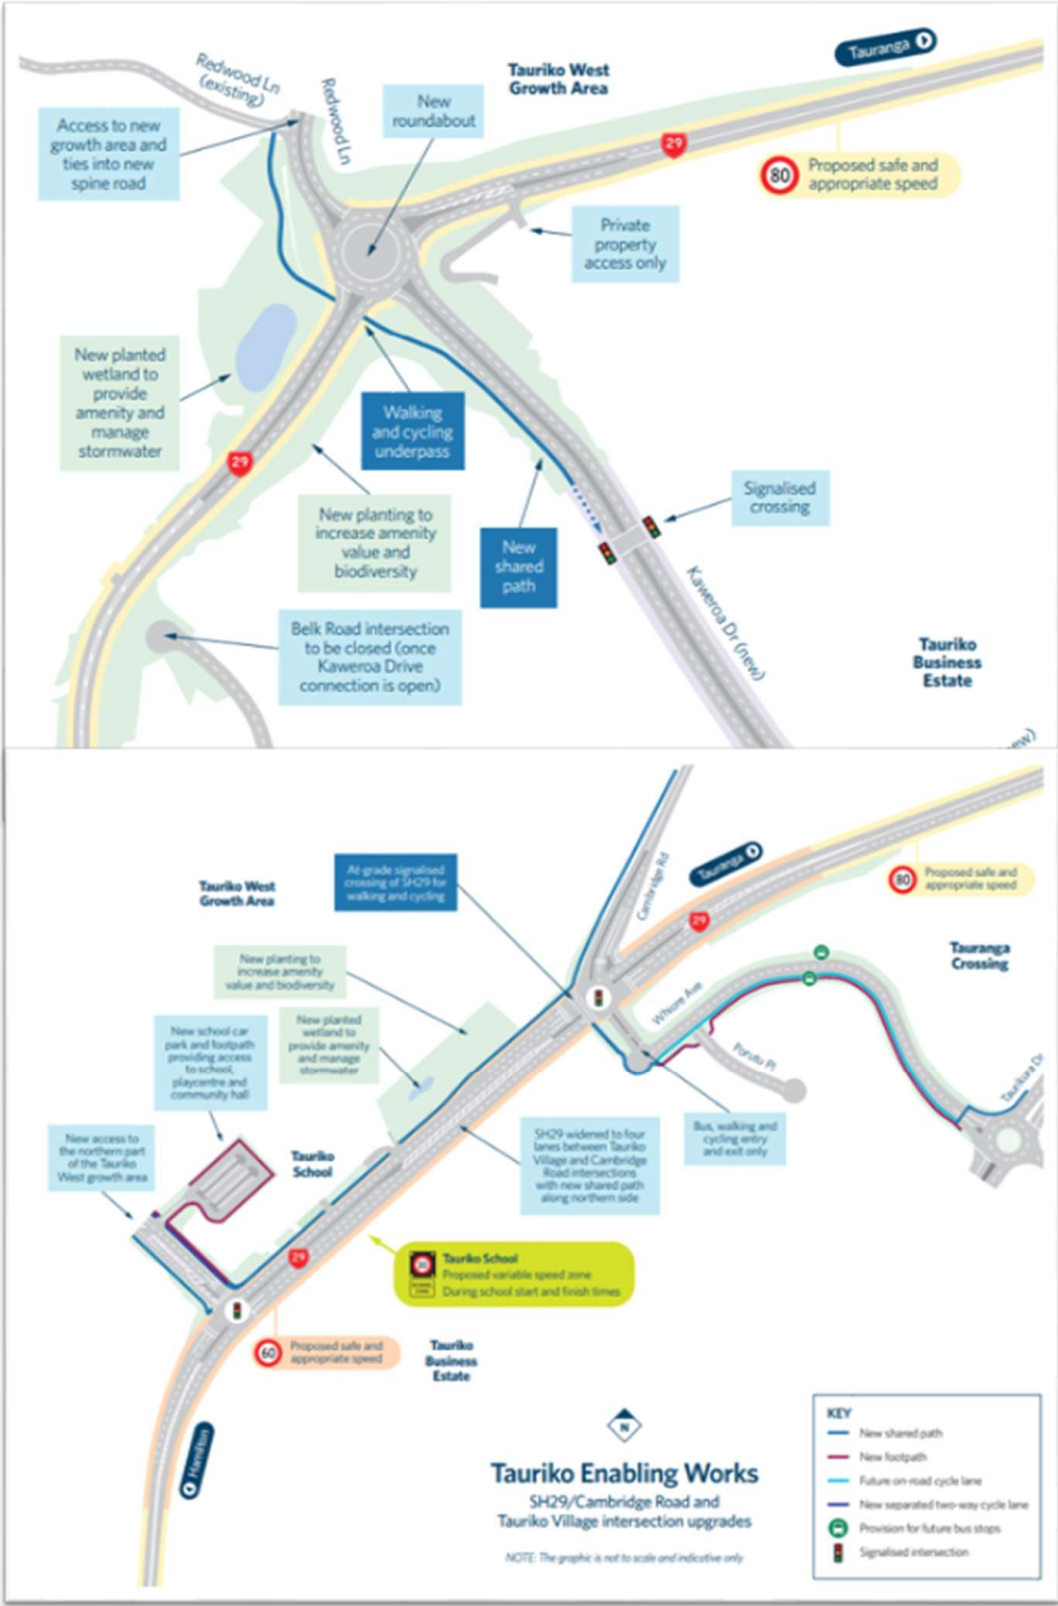 Tauranga
Redwood Ln
(existing)
Redwood Ln
Tauriko West
Growth Area
New
roundabout
Access to new
growth area and
ties into new
spine road
29
80
Proposed safe and
appropriate speed
Private
property
access only
New planted
wetland to
provide
amenity and
manage
stormwater
Walking
and cycling
underpass
29
Signalised
crossing
New planting to
increase amenity
value and
biodiversity
New
shared
path
Kaweroa Dr (new)
Belk Road intersection
to be closed (once
Kaweroa Drive
connection is open)
Tauriko
Business
Estate
At-grade signalised
crossing of SH29 for
walking and cycling
Cambridge Rd
Tauranga
Tauriko West
Growth Area
80
Proposed safe and
appropriate speed
29
Tauranga
Crossing
New planting to
increase amenity
value and biodiversity
Whiore Ave
New planted
wetland to
provide amenity
and manage
stormwater
New school car
park and footpath
providing access
to school,
playcentre and
community hall
Porutu Pl
Taurikura Dr
New access to
the northern part
of the Tauriko
West growth area
Tauriko
School
SH29 widened to four
lanes between Tauriko
Village and Cambridge
Road intersections
with new shared path
along northern side
Bus, walking and
cycling entry
and exit only
29
Tauriko School
Proposed variable speed zone
During school start and finish times
60
Proposed safe and
appropriate speed
Tauriko
Business
Estate
Hamilton
N
Tauriko Enabling Works
SH29/Cambridge Road and
Tauriko Village intersection upgrades
NOTE: The graphic is not to scale and indicative only
KEY
New shared path
New footpath
Future on-road cycle lane
New separated two-way cycle lane
Provision for future bus stops
Signalised intersection